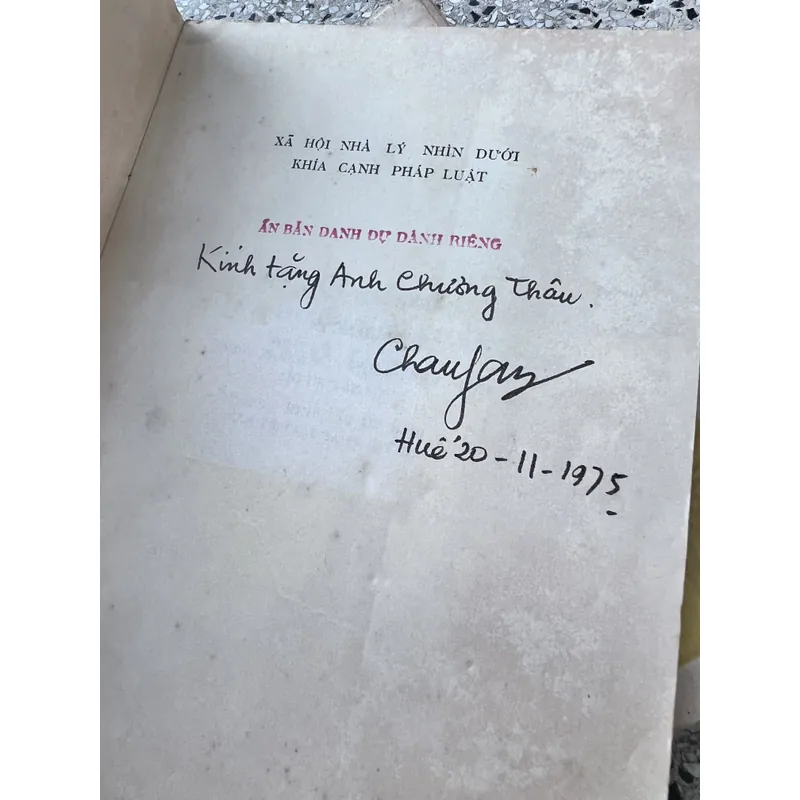 XÃ HỘI NHÀ LÝ NHÌN DƯỚI
KHÍA CẠNH PHÁP LUẬT
ẤN BẢN DANH DỰ DÀNH RIÊNG
Kính tặng Anh Chương Thâu.
Huế 20-11-1975